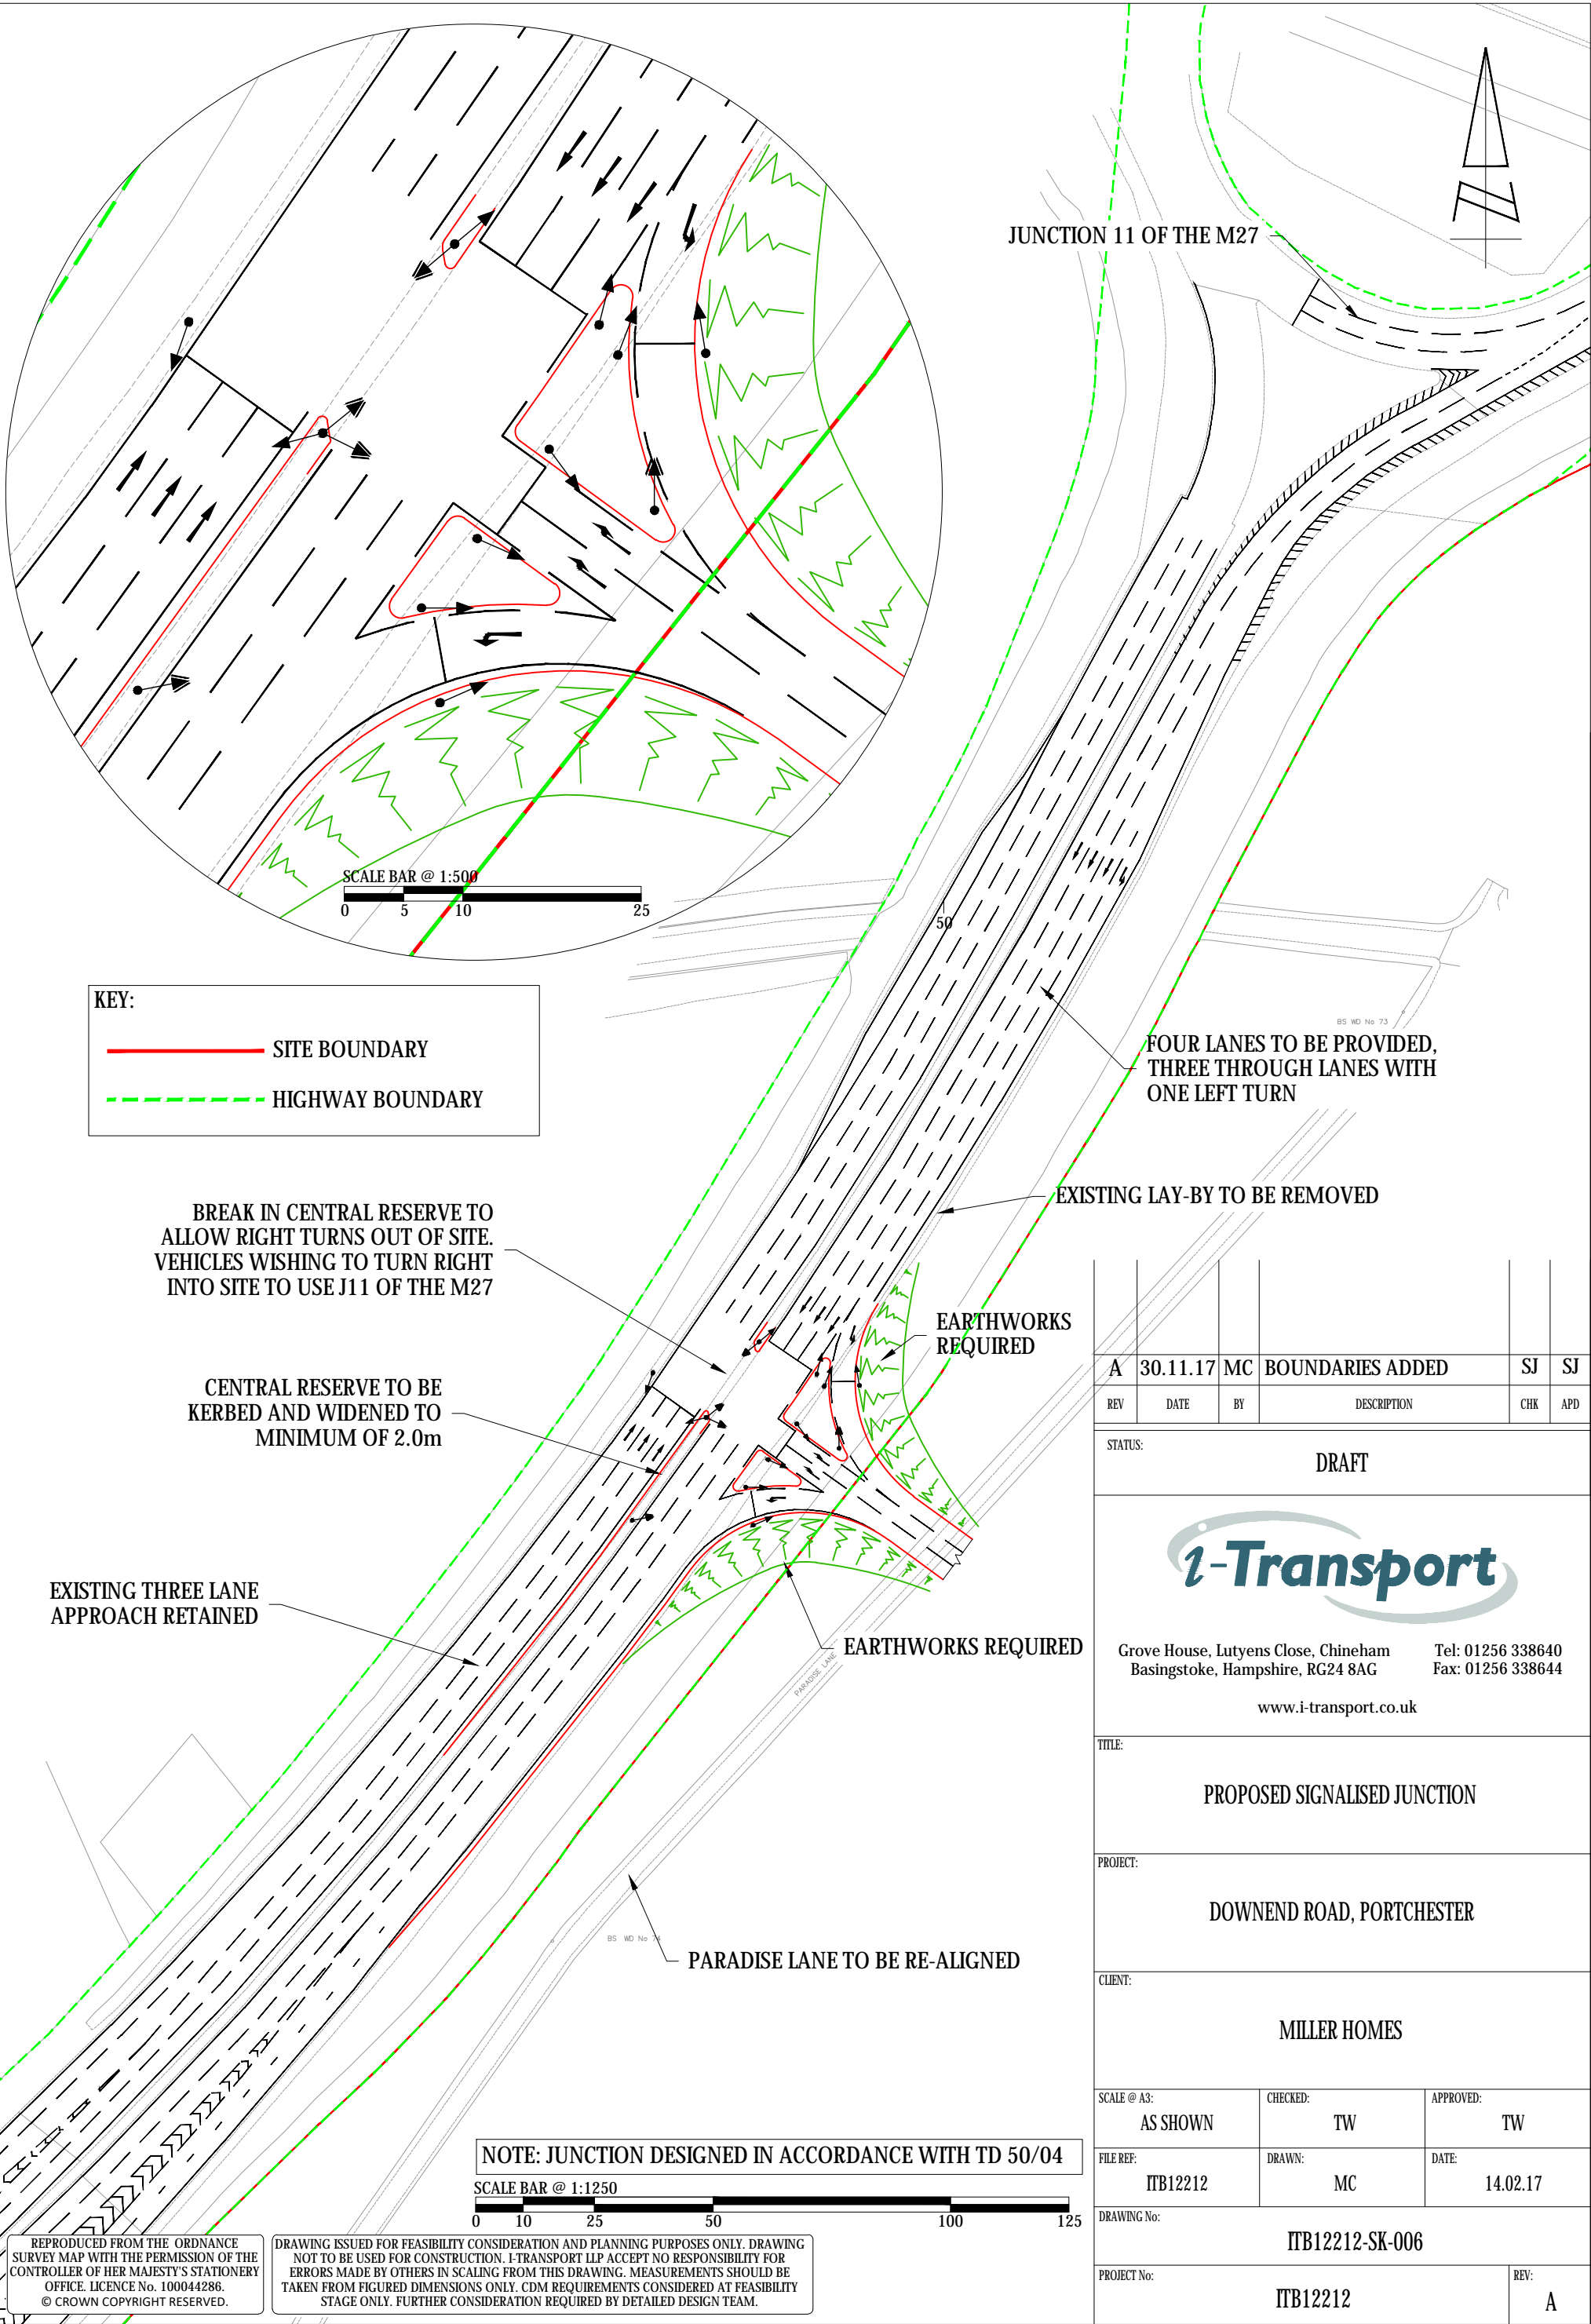 JUNCTION 11 OF THE M27
SCALE BAR @ 1:500
0 5 10 25
KEY:
SITE BOUNDARY
HIGHWAY BOUNDARY
50
BS WD No 73
FOUR LANES TO BE PROVIDED,
THREE THROUGH LANES WITH
ONE LEFT TURN
EXISTING LAY-BY TO BE REMOVED
BREAK IN CENTRAL RESERVE TO
ALLOW RIGHT TURNS OUT OF SITE.
VEHICLES WISHING TO TURN RIGHT
INTO SITE TO USE J11 OF THE M27
EARTHWORKS
REQUIRED
CENTRAL RESERVE TO BE
KERBED AND WIDENED TO
MINIMUM OF 2.0m
EXISTING THREE LANE
APPROACH RETAINED
EARTHWORKS REQUIRED
PARADISE LANE
BS WD No 74
PARADISE LANE TO BE RE-ALIGNED
NOTE: JUNCTION DESIGNED IN ACCORDANCE WITH TD 50/04
SCALE BAR @ 1:1250
0 10 25 50 100 125
REPRODUCED FROM THE ORDNANCE
SURVEY MAP WITH THE PERMISSION OF THE
CONTROLLER OF HER MAJESTY'S STATIONERY
OFFICE. LICENCE No. 100044286.
© CROWN COPYRIGHT RESERVED.
DRAWING ISSUED FOR FEASIBILITY CONSIDERATION AND PLANNING PURPOSES ONLY. DRAWING
NOT TO BE USED FOR CONSTRUCTION. I-TRANSPORT LLP ACCEPT NO RESPONSIBILITY FOR
ERRORS MADE BY OTHERS IN SCALING FROM THIS DRAWING. MEASUREMENTS SHOULD BE
TAKEN FROM FIGURED DIMENSIONS ONLY. CDM REQUIREMENTS CONSIDERED AT FEASIBILITY
STAGE ONLY. FURTHER CONSIDERATION REQUIRED BY DETAILED DESIGN TEAM.
A 30.11.17 MC BOUNDARIES ADDED SJ SJ
REV DATE BY DESCRIPTION CHK APD
STATUS:
DRAFT
i-Transport
Grove House, Lutyens Close, Chineham Tel: 01256 338640
Basingstoke, Hampshire, RG24 8AG Fax: 01256 338644
www.i-transport.co.uk
TITLE:
PROPOSED SIGNALISED JUNCTION
PROJECT:
DOWNEND ROAD, PORTCHESTER
CLIENT:
MILLER HOMES
SCALE @ A3: CHECKED: APPROVED:
AS SHOWN TW TW
FILE REF: DRAWN: DATE:
ITB12212 MC 14.02.17
DRAWING No:
ITB12212-SK-006
PROJECT No: REV:
ITB12212 A